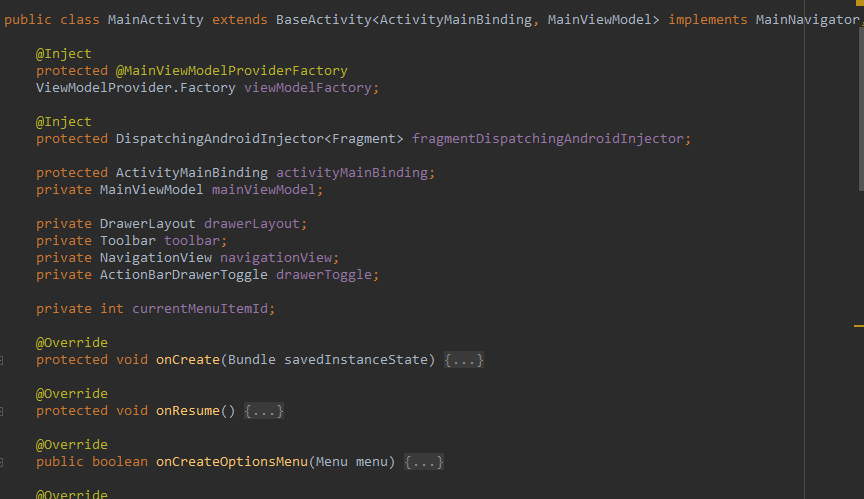 public class MainActivity extends BaseActivity<ActivityMainBinding, MainViewModel> implements MainNavigator,
@Inject
protected @MainViewModelProviderFactory
ViewModelProvider.Factory viewModelFactory;
@Inject
protected DispatchingAndroidInjector<Fragment> fragmentDispatchingAndroidInjector;
protected ActivityMainBinding activityMainBinding;
private MainViewModel mainViewModel;
private DrawerLayout drawerLayout;
private Toolbar toolbar;
private NavigationView navigationView;
private ActionBarDrawerToggle drawerToggle;
private int currentMenuItemId;
@Override
protected void onCreate(Bundle savedInstanceState) {...}
@Override
protected void onResume() {...}
@Override
public boolean onCreateOptionsMenu(Menu menu) {...}
@Override